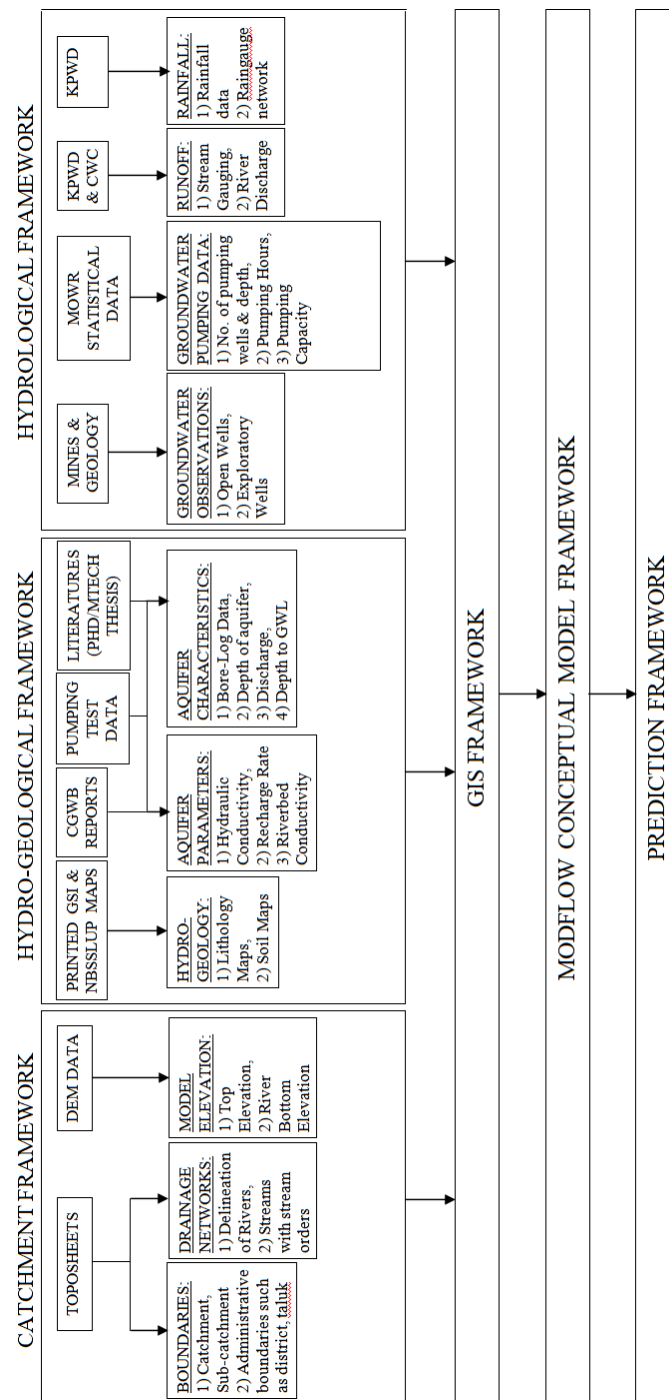 CATCHMENT FRAMEWORK
TOPOSHEETS
DEM DATA
BOUNDARIES:
1) Catchment,
Sub-catchment
2) Administrative
boundaries such
as district, taluk
DRAINAGE
NETWORKS:
1) Delineation
of Rivers,
2) Streams
with stream
orders
MODEL
ELEVATION:
1) Top
Elevation,
2) River
Bottom
Elevation
HYDRO-GEOLOGICAL FRAMEWORK
PRINTED GSI &
NBSSLUP MAPS
CGWB
REPORTS
PUMPING
TEST
DATA
LITERATURES
(PHD/MTECH
THESIS)
HYDRO-
GEOLOGY:
1) Lithology
Maps,
2) Soil Maps
AQUIFER
PARAMETERS:
1) Hydraulic
Conductivity,
2) Recharge Rate
3) Riverbed
Conductivity
AQUIFER
CHARACTERISTICS:
1) Bore-Log Data,
2) Depth of aquifer,
3) Discharge,
4) Depth to GWL
HYDROLOGICAL FRAMEWORK
MINES &
GEOLOGY
MOWR
STATISTICAL
DATA
KPWD
& CWC
KPWD
GROUNDWATER
OBSERVATIONS:
1) Open Wells,
2) Exploratory
Wells
GROUNDWATER
PUMPING DATA:
1) No. of pumping
wells & depth,
2) Pumping Hours,
3) Pumping
Capacity
RUNOFF:
1) Stream
Gauging,
2) River
Discharge
RAINFALL:
1) Rainfall
data
2) Raingauge
network
GIS FRAMEWORK
MODFLOW CONCEPTUAL MODEL FRAMEWORK
PREDICTION FRAMEWORK